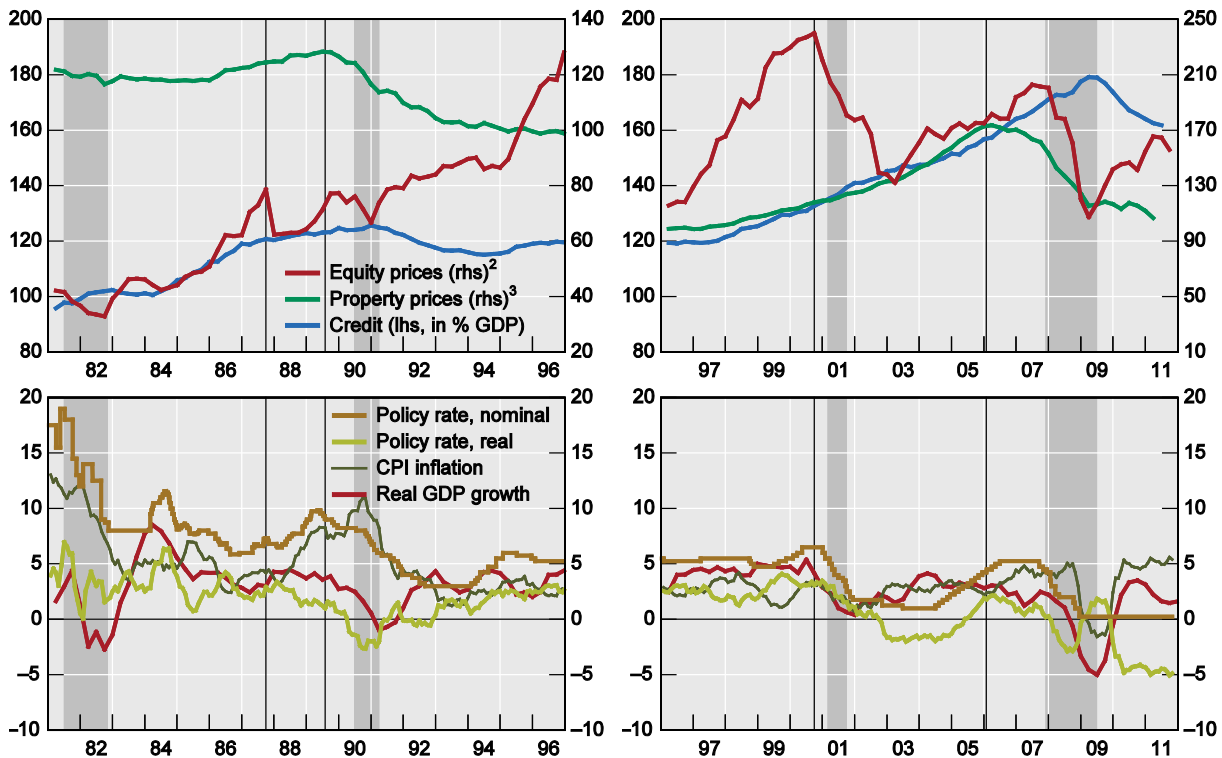 200 140 200 250
180 120 180 210
160 100 160 170
140 80 140 130
120 60 120 90
Equity prices (rhs)2
100 40 100 50
Property prices (rhs)3
Credit (lhs, in % GDP)
80 20 80 10
82 84 86 88 90 92 94 96 97 99 01 03 05 07 09 11
20 20 20 20
Policy rate, nominal
15 15 15 15
Policy rate, real
CPI inflation
10 10 10 10
Real GDP growth
5 5 5 5
0 0 0 0
–5 –5 –5 –5
–10 –10 –10 –10
82 84 86 88 90 92 94 96 97 99 01 03 05 07 09 11